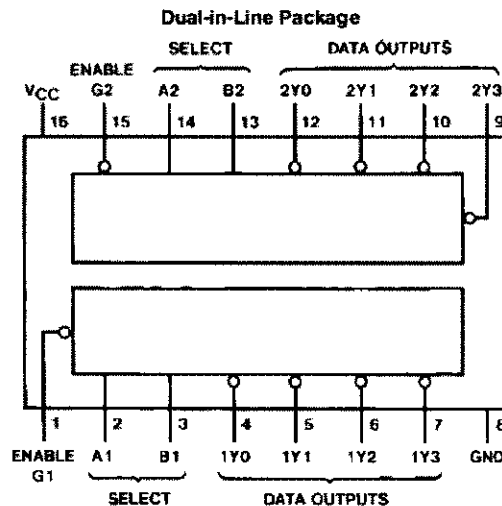 Dual-in-Line Package
SELECT DATA OUTPUTS
ENABLE
VCC G2 A2 B2 2Y0 2Y1 2Y2 2Y3
16 15 14 13 12 11 10 9
1 2 3 4 5 6 7 8
ENABLE A1 B1 1Y0 1Y1 1Y2 1Y3 GND
G1
SELECT DATA OUTPUTS